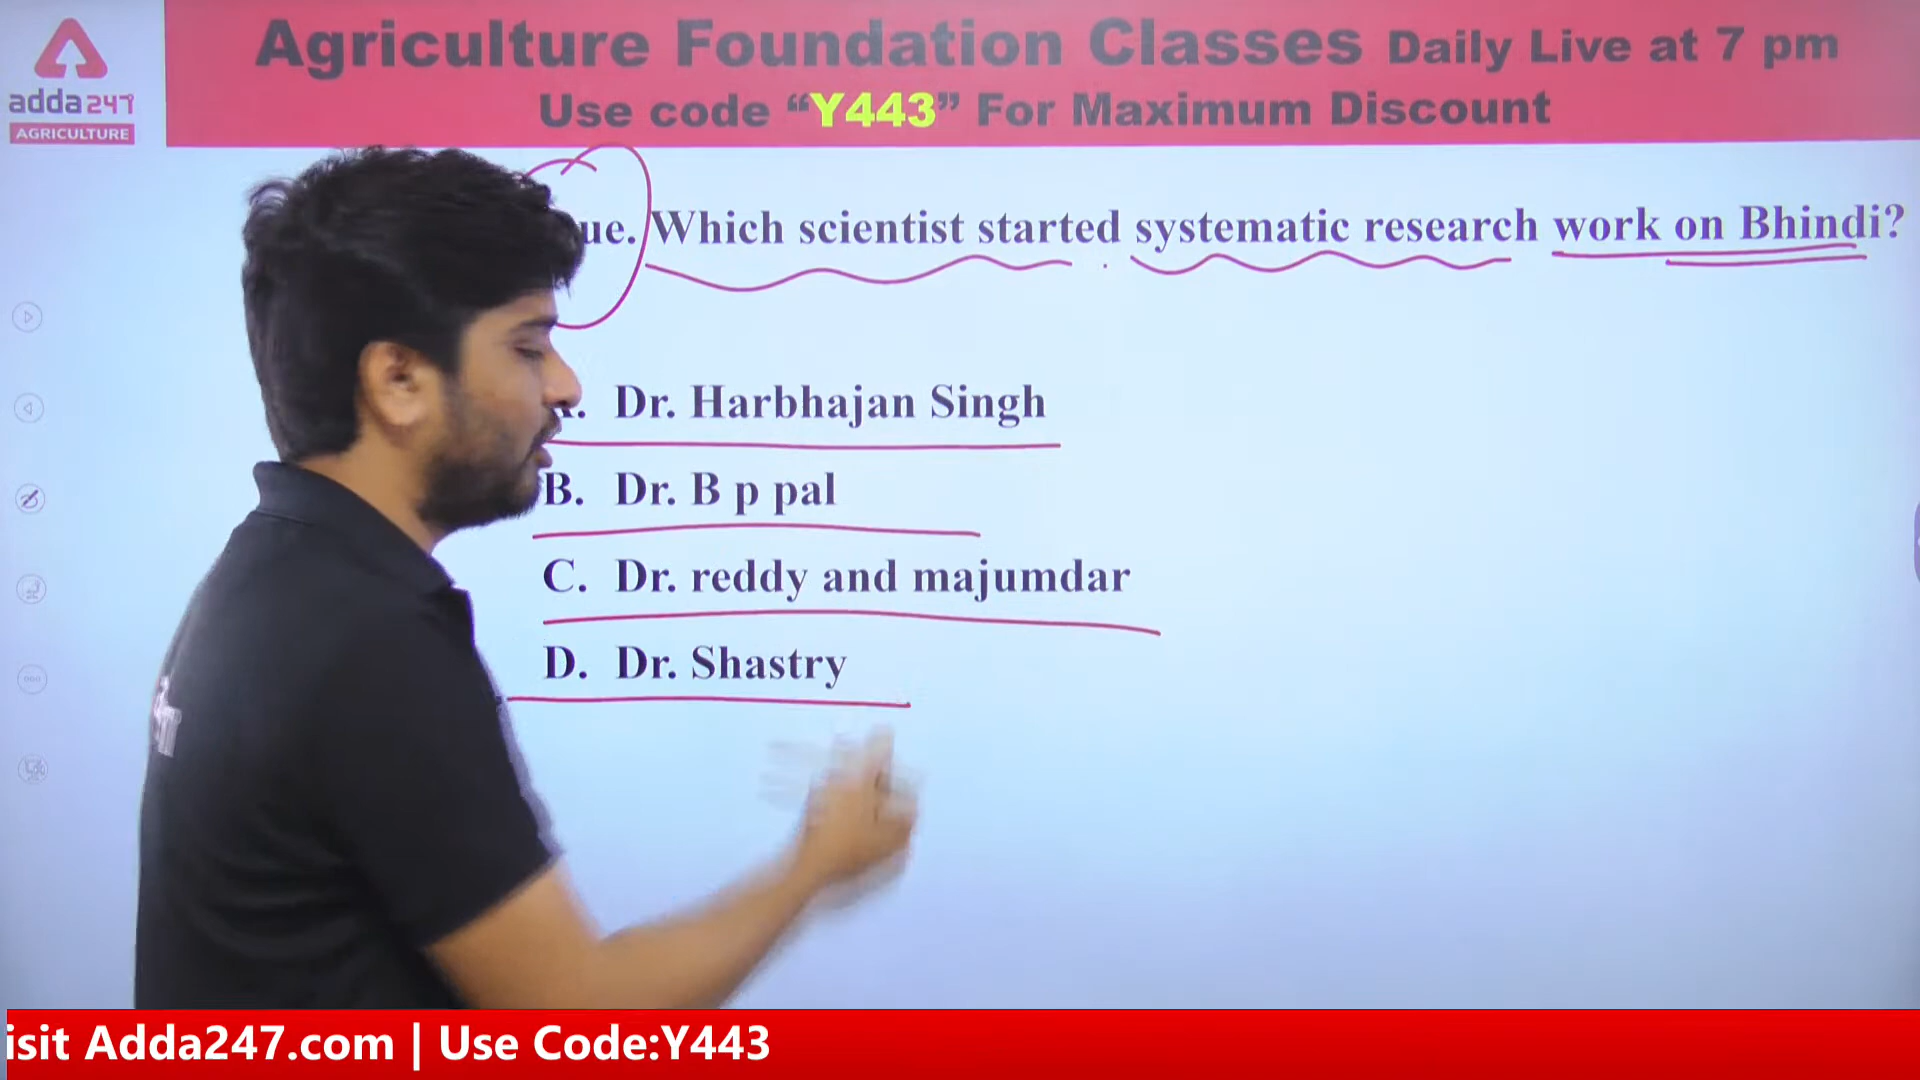 Agriculture Foundation Classes Daily Live at 7 pm
Use code “Y443” For Maximum Discount
adda247
AGRICULTURE
Which scientist started systematic research work on Bhindi?
Dr. Harbhajan Singh
B. Dr. B p pal
C. Dr. reddy and majumdar
D. Dr. Shastry
Adda247.com | Use Code:Y443